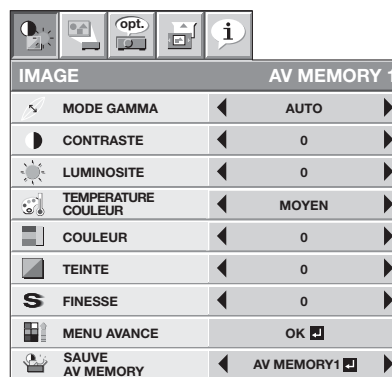 opt.
i
IMAGE AV MEMORY 1
MODE GAMMA AUTO
CONTRASTE 0
LUMINOSITE 0
TEMPERATURE
COULEUR MOYEN
COULEUR 0
TEINTE 0
S FINESSE 0
MENU AVANCE OK
SAUVE
AV MEMORY AV MEMORY1